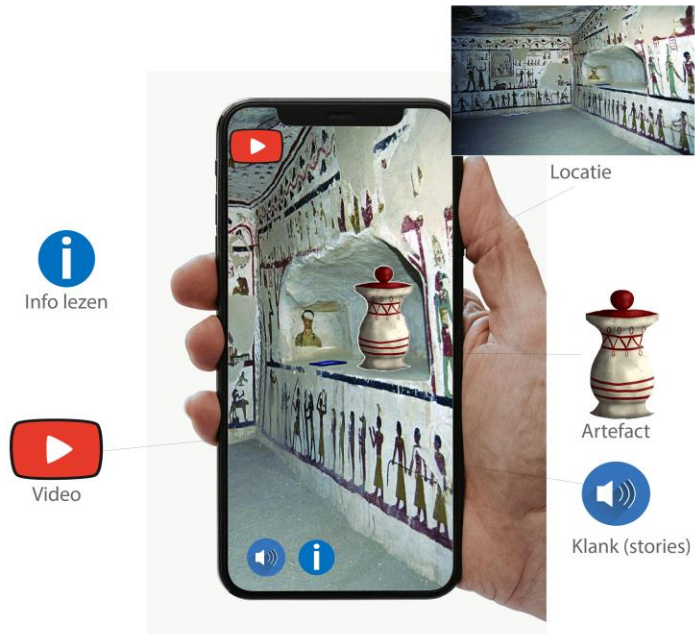 Locatie
Info lezen
Artefact
Video
Klank (stories)